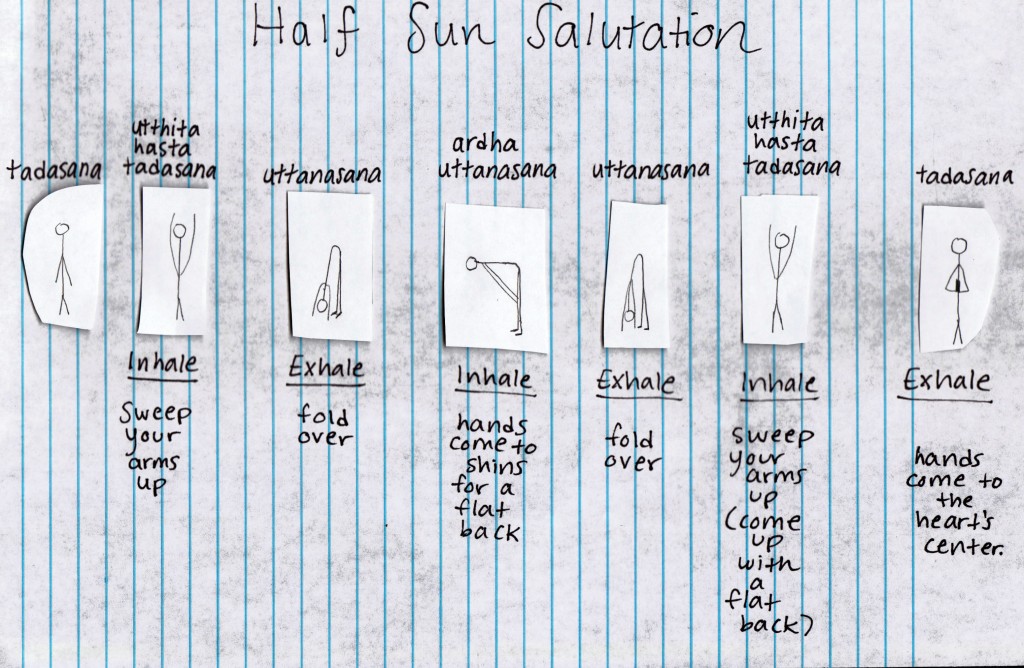 Half Sun Salutation
tadasana
utthita
hasta
tadasana
Inhale
Sweep
your
arms
up
uttanasana
Exhale
fold
over
ardha
uttanasana
Inhale
hands
come to
shins
for a
flat
back
uttanasana
Exhale
fold
over
utthita
hasta
tadasana
Inhale
sweep
your
arms
up
(come
up
with
a
flat
back)
tadasana
Exhale
hands
come to
the
heart's
center.